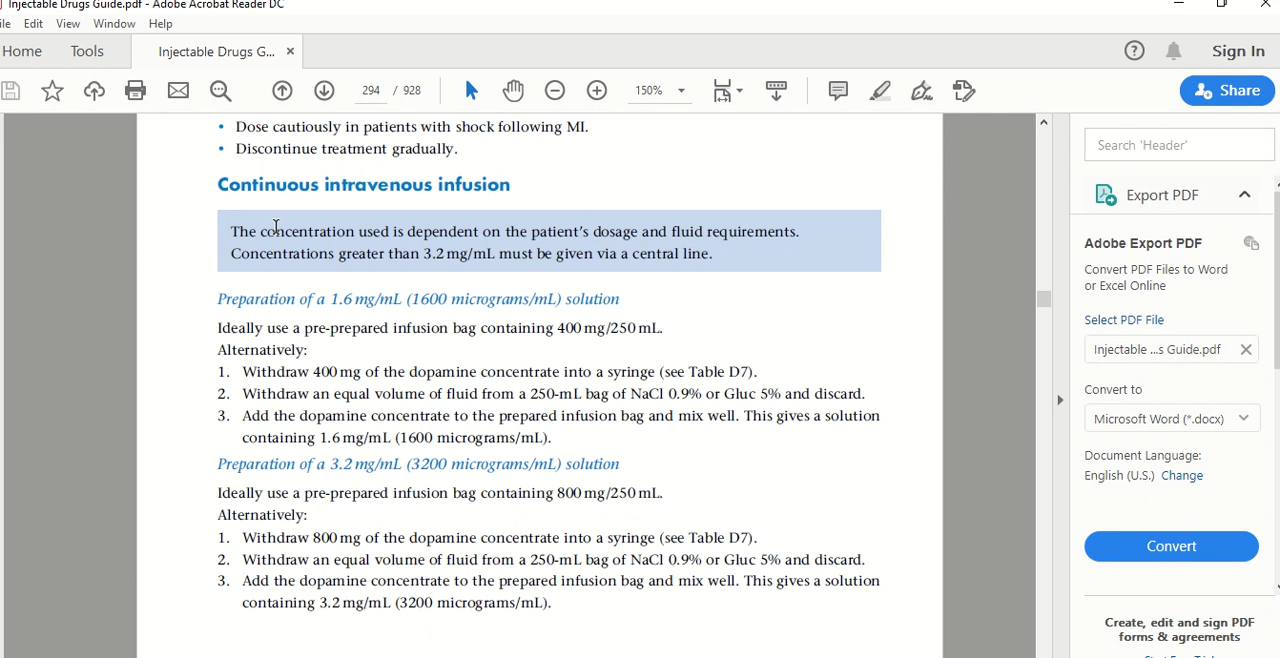 Injectable Drugs Guide.pdf - Adobe Acrobat Reader DC
Edit View Window Help
Home Tools Injectable Drugs G... ×
? Sign In
294 / 928 150% Share
• Dose cautiously in patients with shock following MI.
• Discontinue treatment gradually.
Continuous intravenous infusion
The concentration used is dependent on the patient's dosage and fluid requirements.
Concentrations greater than 3.2 mg/mL must be given via a central line.
Preparation of a 1.6 mg/mL (1600 micrograms/mL) solution
Ideally use a pre-prepared infusion bag containing 400 mg/250 mL.
Alternatively:
1. Withdraw 400 mg of the dopamine concentrate into a syringe (see Table D7).
2. Withdraw an equal volume of fluid from a 250-mL bag of NaCl 0.9% or Gluc 5% and discard.
3. Add the dopamine concentrate to the prepared infusion bag and mix well. This gives a solution
containing 1.6 mg/mL (1600 micrograms/mL).
Preparation of a 3.2 mg/mL (3200 micrograms/mL) solution
Ideally use a pre-prepared infusion bag containing 800 mg/250 mL.
Alternatively:
1. Withdraw 800 mg of the dopamine concentrate into a syringe (see Table D7).
2. Withdraw an equal volume of fluid from a 250-mL bag of NaCl 0.9% or Gluc 5% and discard.
3. Add the dopamine concentrate to the prepared infusion bag and mix well. This gives a solution
containing 3.2 mg/mL (3200 micrograms/mL).
Search 'Header'
Export PDF
Adobe Export PDF
Convert PDF Files to Word
or Excel Online
Select PDF File
Injectable ...s Guide.pdf
Convert to
Microsoft Word (*.docx)
Document Language:
English (U.S.) Change
Convert
Create, edit and sign PDF
forms & agreements